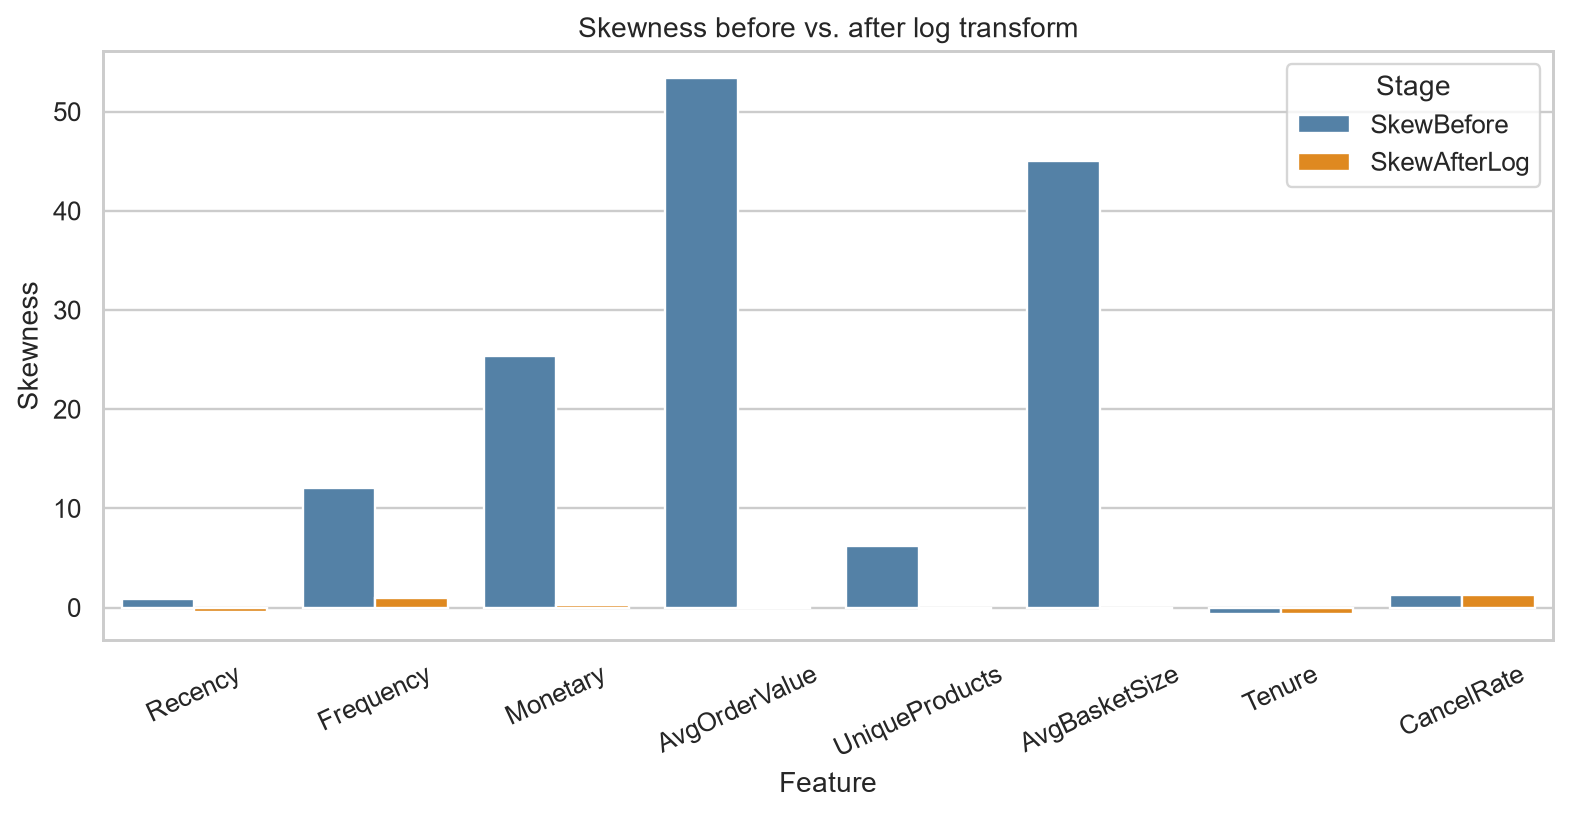 Skewness before vs. after log transform
Stage
SkewBefore
SkewAfterLog
Skewness
50
40
30
20
10
0
Recency
Frequency
Monetary
AvgOrderValue
UniqueProducts
AvgBasketSize
Tenure
CancelRate
Feature